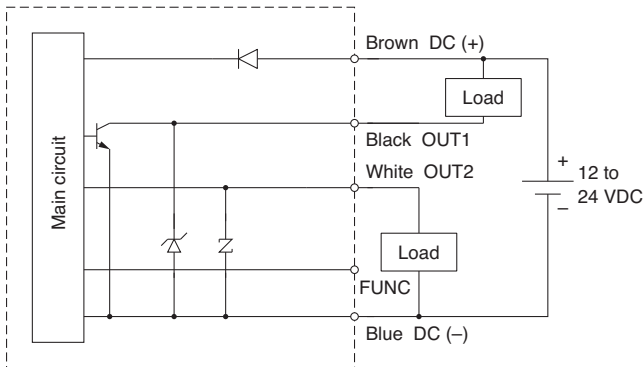 Brown DC (+)
Load
Black OUT1
White OUT2
Main circuit
+
12 to
24 VDC
–
Load
FUNC
Blue DC (–)